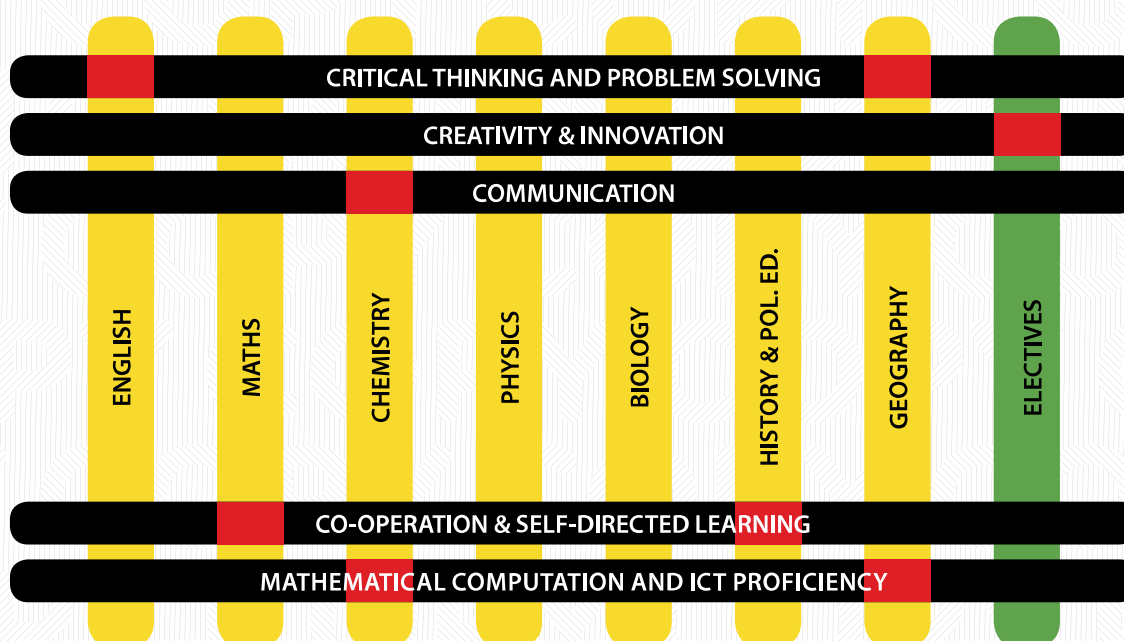 CRITICAL THINKING AND PROBLEM SOLVING
CREATIVITY & INNOVATION
COMMUNICATION
ENGLISH
MATHS
CHEMISTRY
PHYSICS
BIOLOGY
HISTORY & POL. ED.
GEOGRAPHY
ELECTIVES
CO-OPERATION & SELF-DIRECTED LEARNING
MATHEMATICAL COMPUTATION AND ICT PROFICIENCY